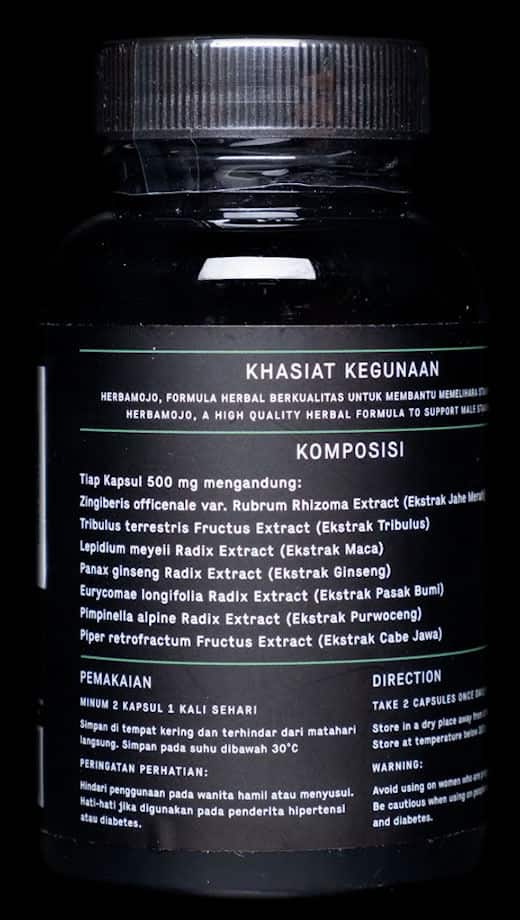 KHASIAT KEGUNAAN
HERBAMOJO, FORMULA HERBAL BERKUALITAS UNTUK MEMBANTU MEMELIHARA
HERBAMOJO, A HIGH QUALITY HERBAL FORMULA TO SUPPORT MALE
KOMPOSISI
Tiap Kapsul 500 mg mengandung:
Zingiberis officenale var. Rubrum Rhizoma Extract (Ekstrak Jahe
Tribulus terrestris Fructus Extract (Ekstrak Tribulus)
Lepidium meyeii Radix Extract (Ekstrak Maca)
Panax ginseng Radix Extract (Ekstrak Ginseng)
Eurycomae longifolia Radix Extract (Ekstrak Pasak Bumi)
Pimpinella alpine Radix Extract (Ekstrak Purwoceng)
Piper retrofractum Fructus Extract (Ekstrak Cabe Jawa)
PEMAKAIAN
MINUM 2 KAPSUL 1 KALI SEHARI
Simpan di tempat kering dan terhindar dari matahari
langsung. Simpan pada suhu dibawah 30°C
PERINGATAN PERHATIAN:
Hindari penggunaan pada wanita hamil atau menyusui.
Hati-hati jika digunakan pada penderita hipertensi
atau diabetes.
DIRECTION
TAKE 2 CAPSULES ONCE
Store in a dry place away
Store at temperature below
WARNING:
Avoid using on women who
Be cautious when using on
and diabetes.